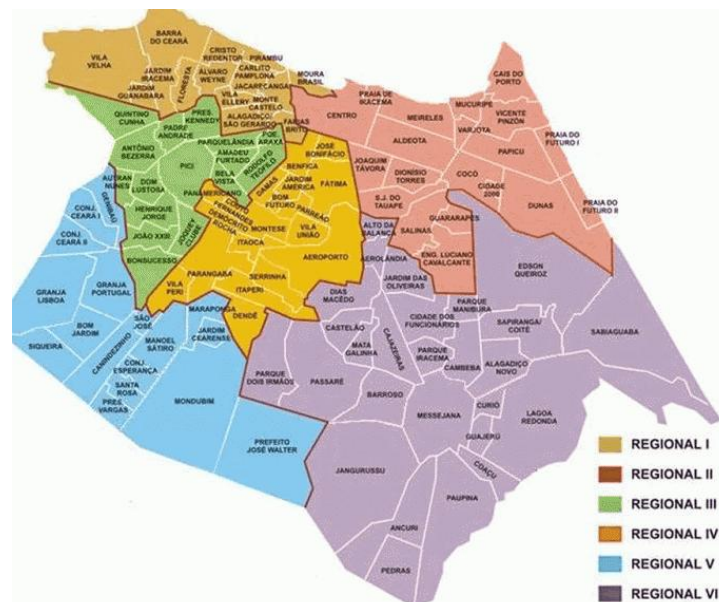 BARRA
DO CEARÁ
VILA
VELHA
CRISTO
REDENTOR
PIRAMBU
JARDIM
IRACEMA
FLORESTA
ÁLVARO
WEYNE
CARLITO
PAMPLONA
JACARECANGA
MOURA
BRASIL
JARDIM
GUANABARA
VILA
ELLERY
MONTE
CASTELO
ALAGADIÇO/
SÃO GERARDO
FARIAS
BRITO
QUINTINO
CUNHA
PADRE
ANDRADE
PRES.
KENNEDY
PARQUELÂNDIA
AMADEU
FURTADO
RODOLFO
TEÓFILO
ANTÔNIO
BEZERRA
PICI
BELA
VISTA
PANAMERICANO
AUTRAN
NUNES
DOM
LUSTOSA
HENRIQUE
JORGE
JOÃO XXIII
JOQUEY
CLUBE
BONSUCESSO
GENIBAÚ
CONJ.
CEARÁ I
CONJ.
CEARÁ II
GRANJA
LISBOA
GRANJA
PORTUGAL
BOM
JARDIM
SIQUEIRA
CANINDEZINHO
SÃO
JOSÉ
MANOEL
SÁTIRO
MARAPONGA
JARDIM
CEARENSE
CONJ.
ESPERANÇA
SANTA
ROSA
PRES.
VARGAS
MONDUBIM
PREFEITO
JOSÉ WALTER
JOSÉ
BONIFÁCIO
BENFICA
DAMAS
JARDIM
AMÉRICA
FÁTIMA
BOM
FUTURO
PANREÃO
COUTO
FERNANDES
DEMÓCRITO
ROCHA
MONTESE
ITAOCA
VILA
UNIÃO
AEROPORTO
PARANGABA
SERRINHA
ITAPERI
VILA
PERI
DENDÊ
CENTRO
PRAIA DE
IRACEMA
MEIRELES
MUCURIPE
CAIS DO
PORTO
VICENTE
PINZÓN
VARJOTA
ALDEOTA
PAPICU
PRAIA DO
FUTURO I
JOAQUIM
TÁVORA
DIONÍSIO
TORRES
COCÓ
CIDADE
2000
DUNAS
PRAIA DO
FUTURO II
S.J. DO
TAUAPE
GUARARAPES
SALINAS
ENG. LUCIANO
CAVALCANTE
ALTO DA
BALANÇA
AEROLÂNDIA
JARDIM DAS
OLIVEIRAS
EDSON
QUEIROZ
DIAS
MACÊDO
CASTELÃO
MATA
GALINHA
CAJAZEIRAS
CIDADE DOS
FUNCIONÁRIOS
PARQUE
MANIBURA
PARQUE
IRACEMA
CAMBEBA
SAPIRANGA/
COITÉ
ALAGADIÇO
NOVO
SABIAGUABA
PARQUE
DOIS IRMÃOS
PASSARÉ
BARROSO
MESSEJANA
CURIÓ
GUAJERÚ
LAGOA
REDONDA
COAÇU
JANGURUSSU
PAUPINA
ANCURI
PEDRAS
REGIONAL I
REGIONAL II
REGIONAL III
REGIONAL IV
REGIONAL V
REGIONAL VI